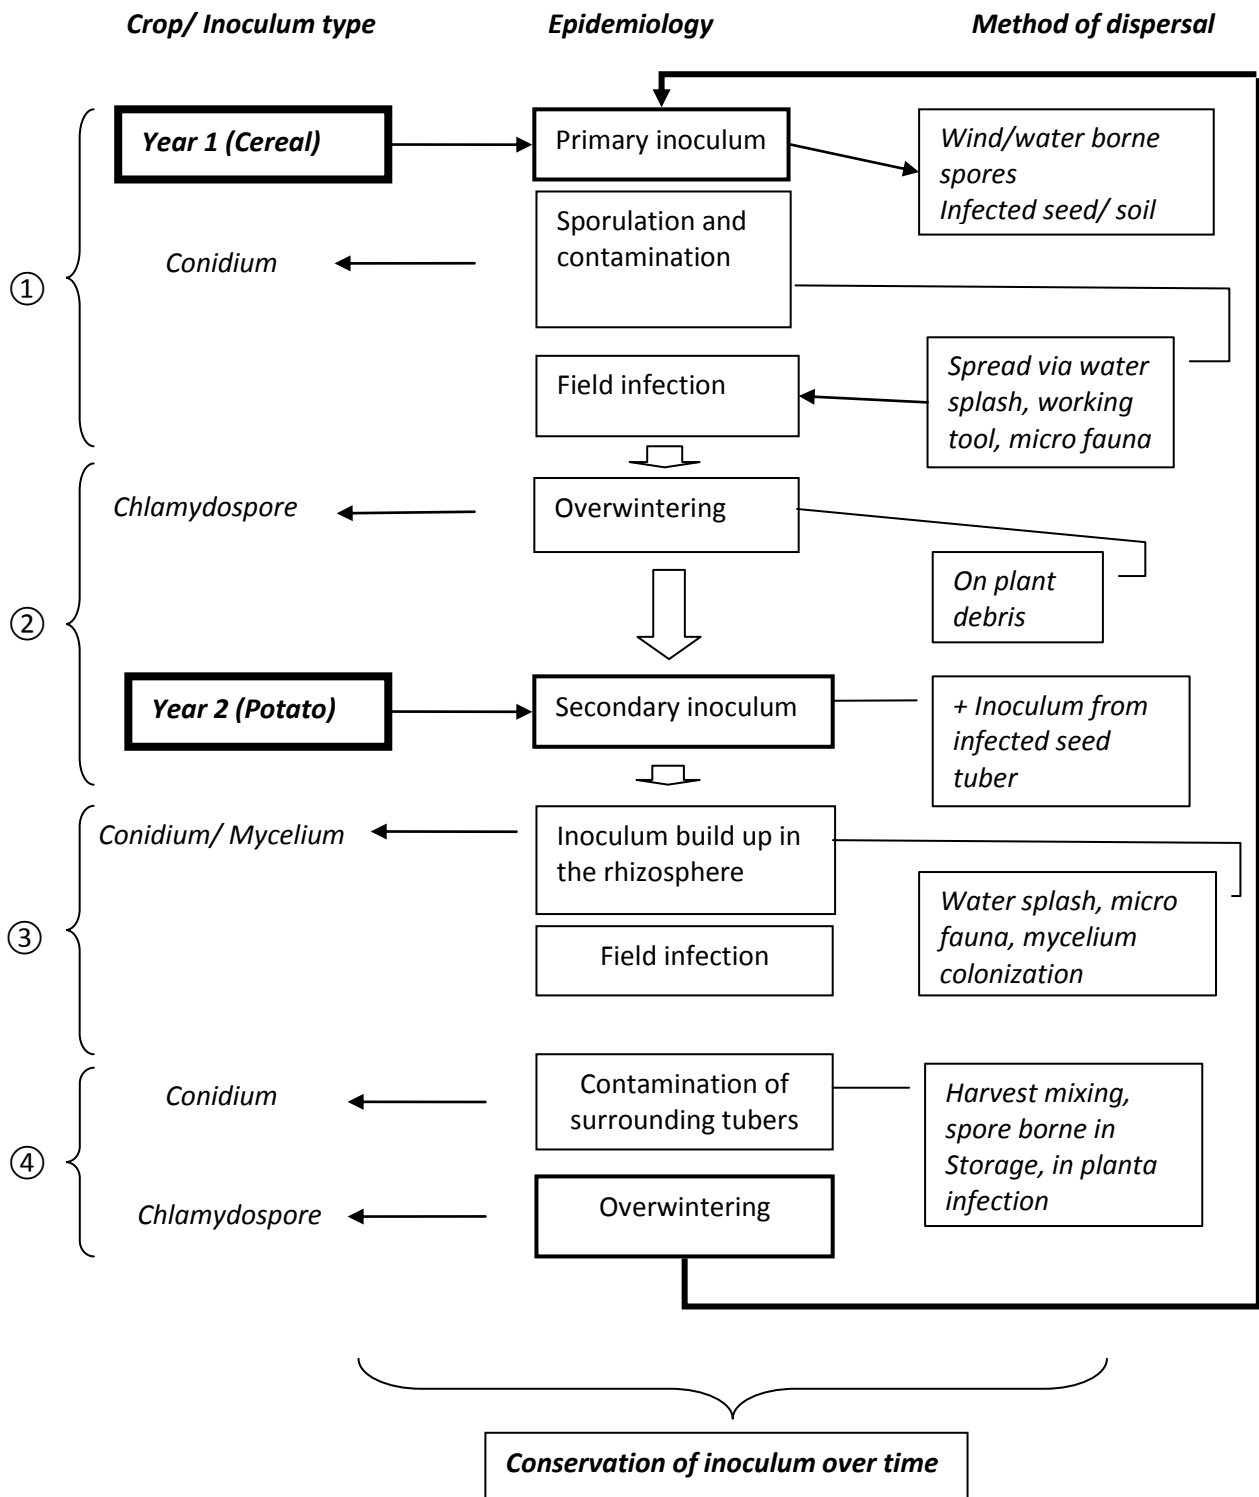 Crop/ Inoculum type
Epidemiology
Method of dispersal
Year 1 (Cereal)
Primary inoculum
Wind/water borne
spores
Infected seed/ soil
①
Conidium
Sporulation and
contamination
Field infection
Spread via water
splash, working
tool, micro fauna
②
Chlamydospore
Overwintering
On plant
debris
Year 2 (Potato)
Secondary inoculum
+ Inoculum from
infected seed
tuber
③
Conidium/ Mycelium
Inoculum build up in
the rhizosphere
Water splash, micro
fauna, mycelium
colonization
Field infection
④
Conidium
Contamination of
surrounding tubers
Harvest mixing,
spore borne in
Storage, in planta
infection
Chlamydospore
Overwintering
Conservation of inoculum over time